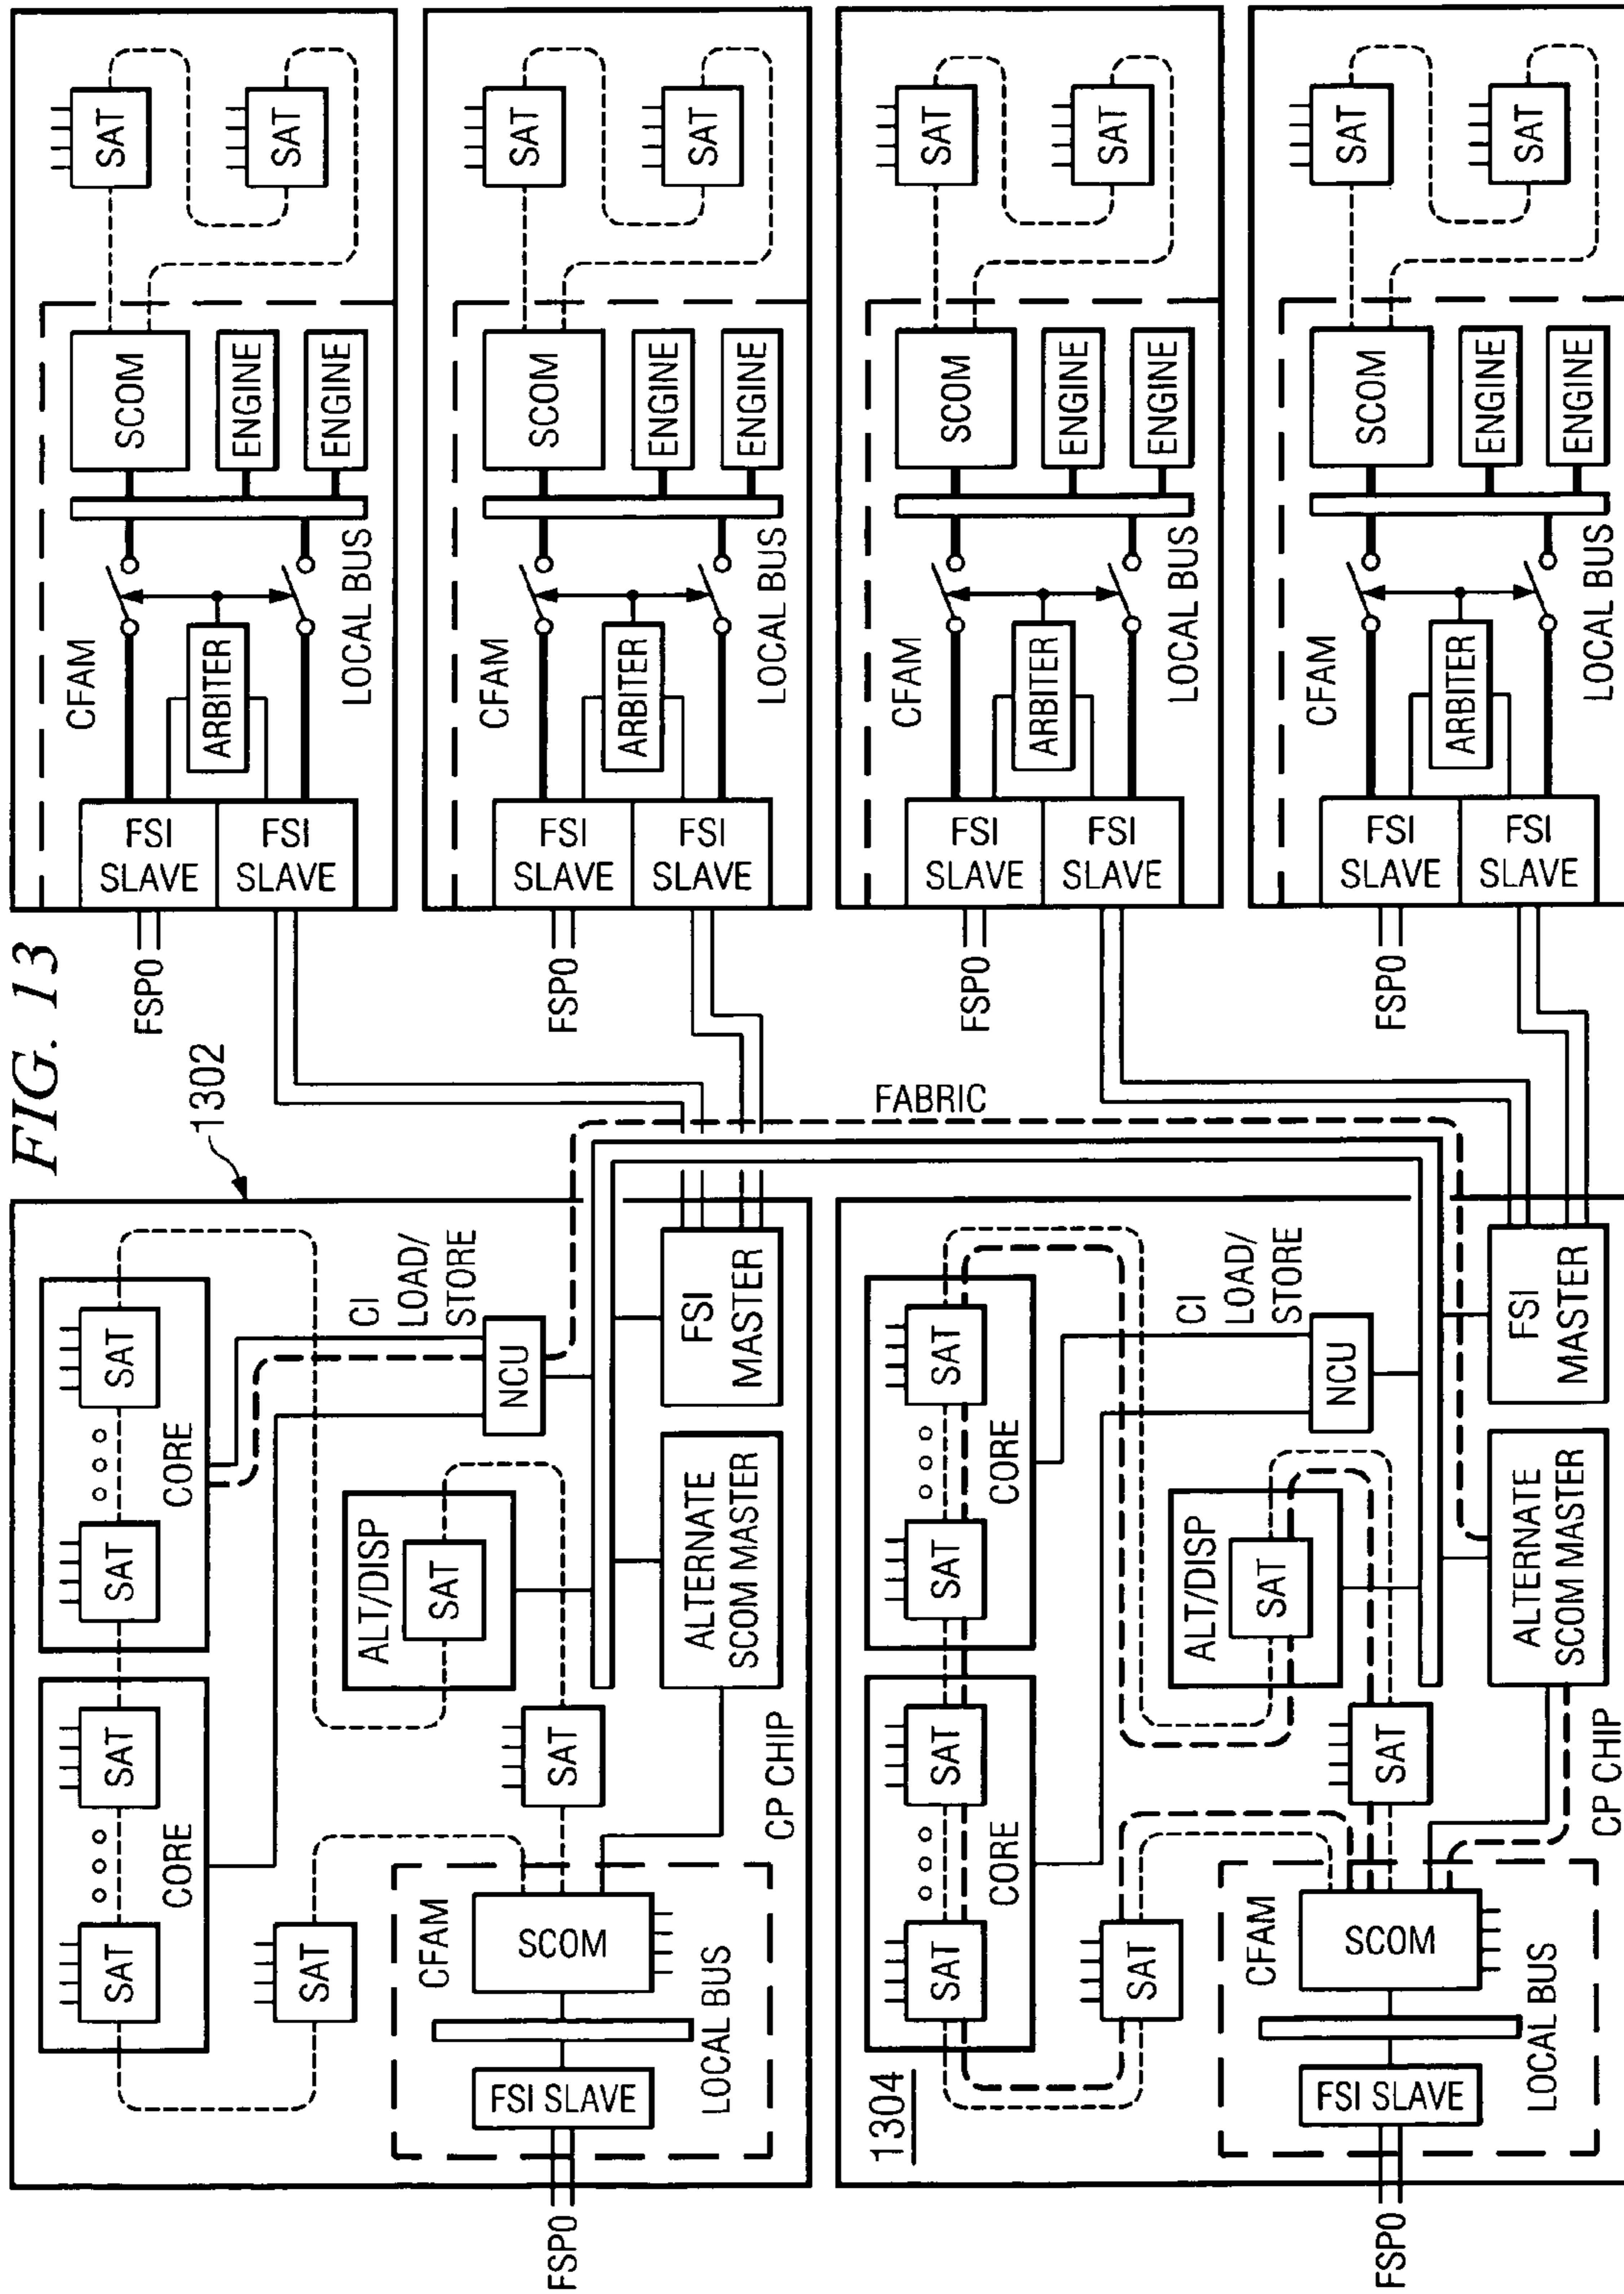 FIG. 13
1302
SAT
SAT
CORE
SAT
SAT
CORE
SAT
ALT/DISP
SAT
CI
LOAD/
STORE
NCU
SAT
CFAM
SCOM
FSI SLAVE
LOCAL BUS
FSP0
ALTERNATE
SCOM MASTER
FSI
MASTER
CP CHIP
FABRIC
1304
SAT
SAT
CORE
SAT
SAT
CORE
SAT
ALT/DISP
SAT
CI
LOAD/
STORE
NCU
SAT
CFAM
SCOM
FSI SLAVE
LOCAL BUS
FSP0
ALTERNATE
SCOM MASTER
FSI
MASTER
CP CHIP
FSP0
FSI
SLAVE
FSI
SLAVE
CFAM
ARBITER
LOCAL BUS
SCOM
ENGINE
ENGINE
SAT
SAT
FSP0
FSI
SLAVE
FSI
SLAVE
CFAM
ARBITER
LOCAL BUS
SCOM
ENGINE
ENGINE
SAT
SAT
FSP0
FSI
SLAVE
FSI
SLAVE
CFAM
ARBITER
LOCAL BUS
SCOM
ENGINE
ENGINE
SAT
SAT
FSP0
FSI
SLAVE
FSI
SLAVE
CFAM
ARBITER
LOCAL BUS
SCOM
ENGINE
ENGINE
SAT
SAT